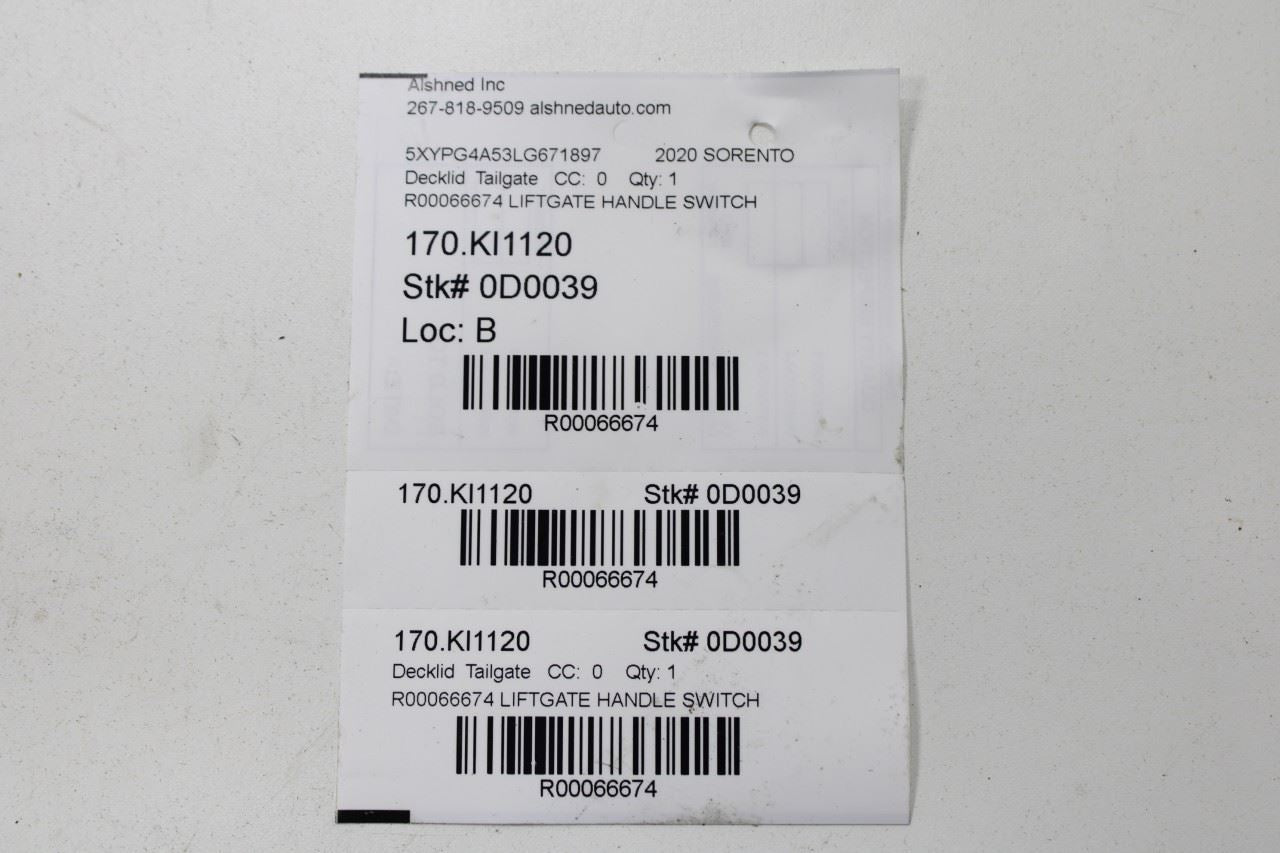 Alshned Inc
267-818-9509 alshnedauto.com
5XYPG4A53LG671897 2020 SORENTO
Decklid Tailgate CC: 0 Qty: 1
R00066674 LIFTGATE HANDLE SWITCH
170.KI1120
Stk# 0D0039
Loc: B
R00066674
170.KI1120 Stk# 0D0039
R00066674
170.KI1120 Stk# 0D0039
Decklid Tailgate CC: 0 Qty: 1
R00066674 LIFTGATE HANDLE SWITCH
R00066674